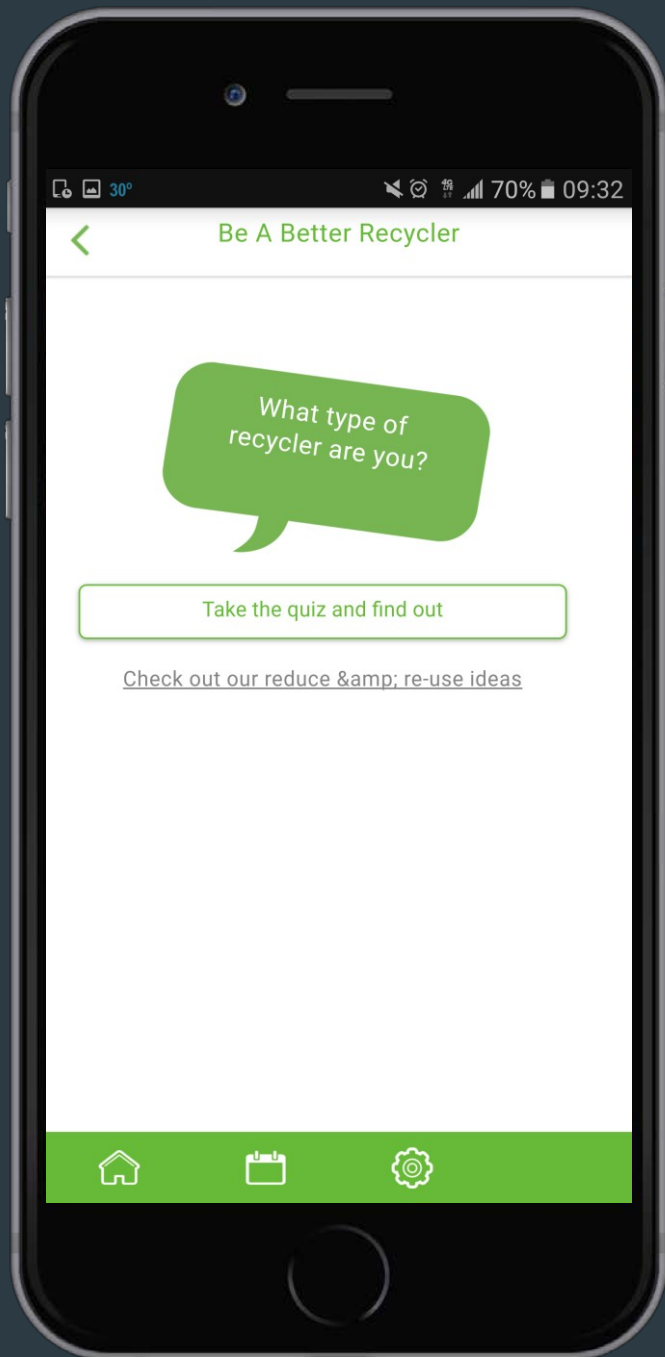 30° 4G 70% 09:32
Be A Better Recycler
What type of
recycler are you?
Take the quiz and find out
Check out our reduce &amp; re-use ideas